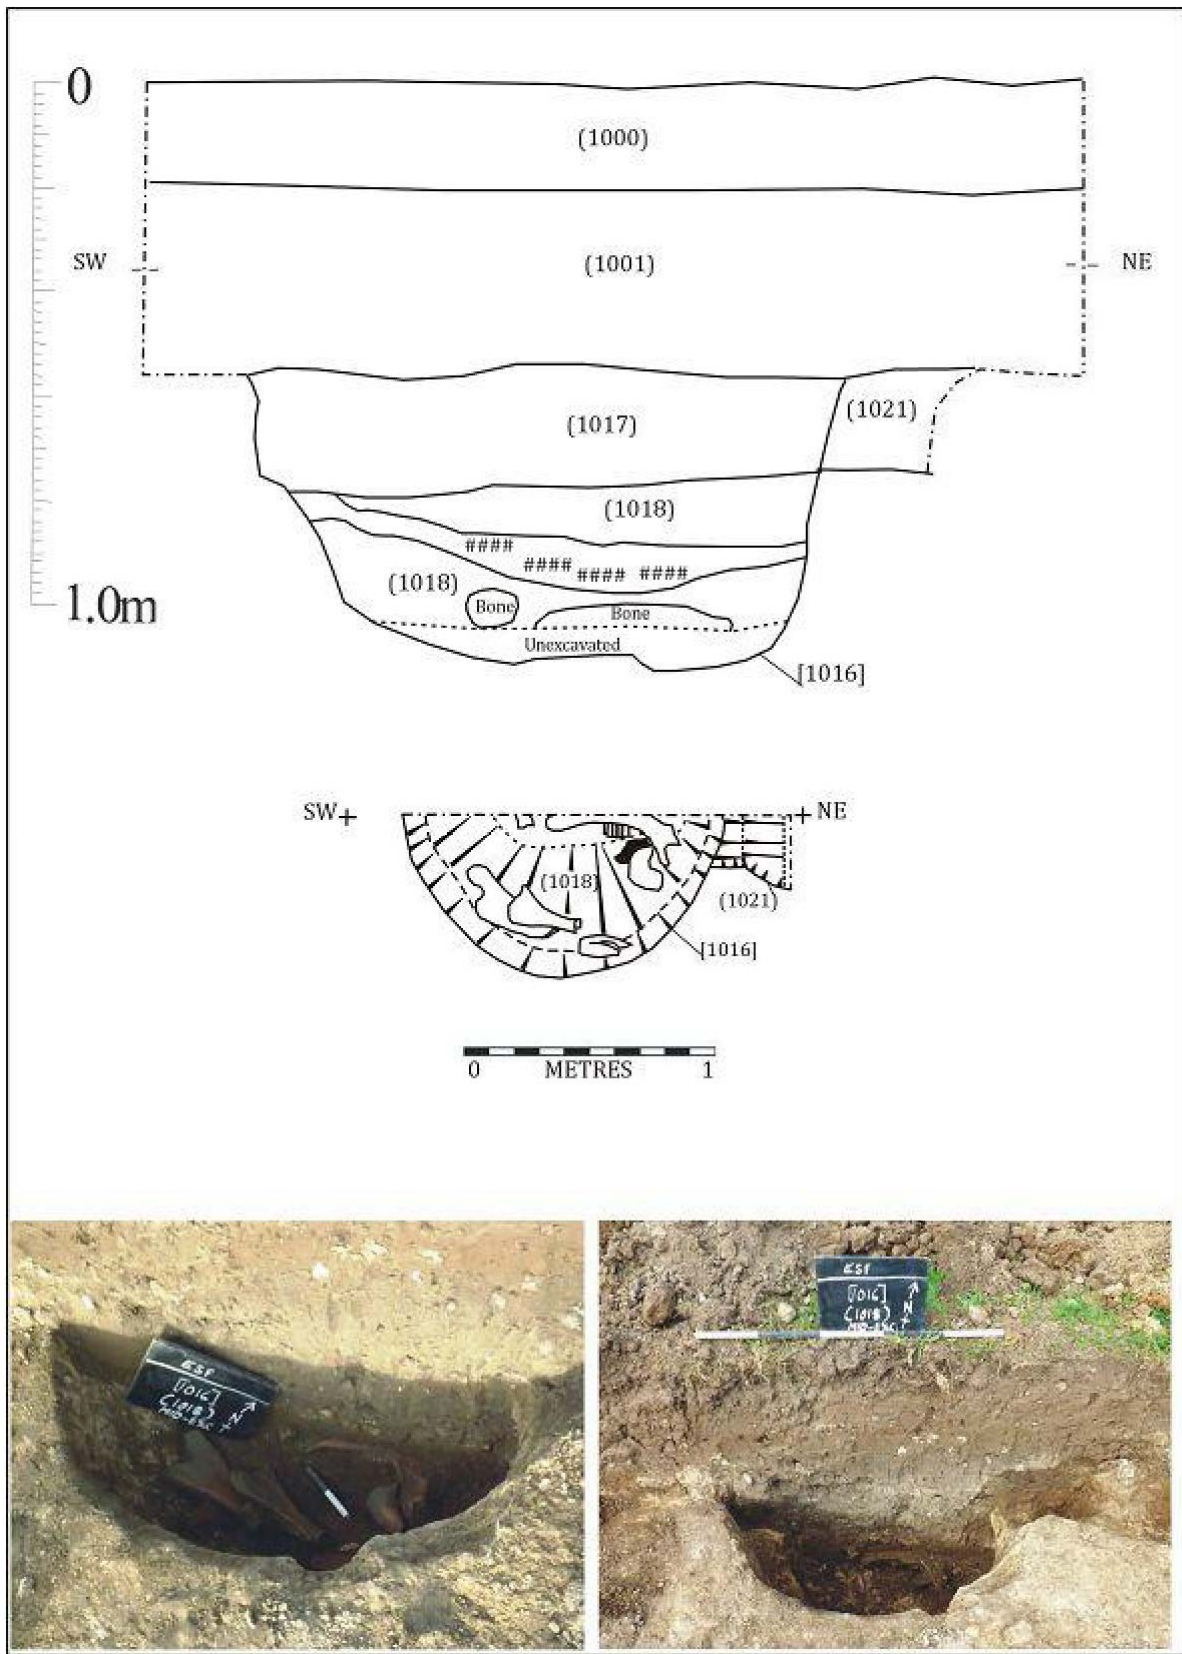 0
(1000)
SW
(1001)
NE
(1021)
(1017)
(1018)
####
#### #### ####
(1018)
Bone
Bone
1.0m
Unexcavated
[1016]
SW+
+ NE
(1018)
(1021)
[1016]
0 METRES 1
ESF
[1016]
(1018)
N
ESF
[1016]
(1018)
N